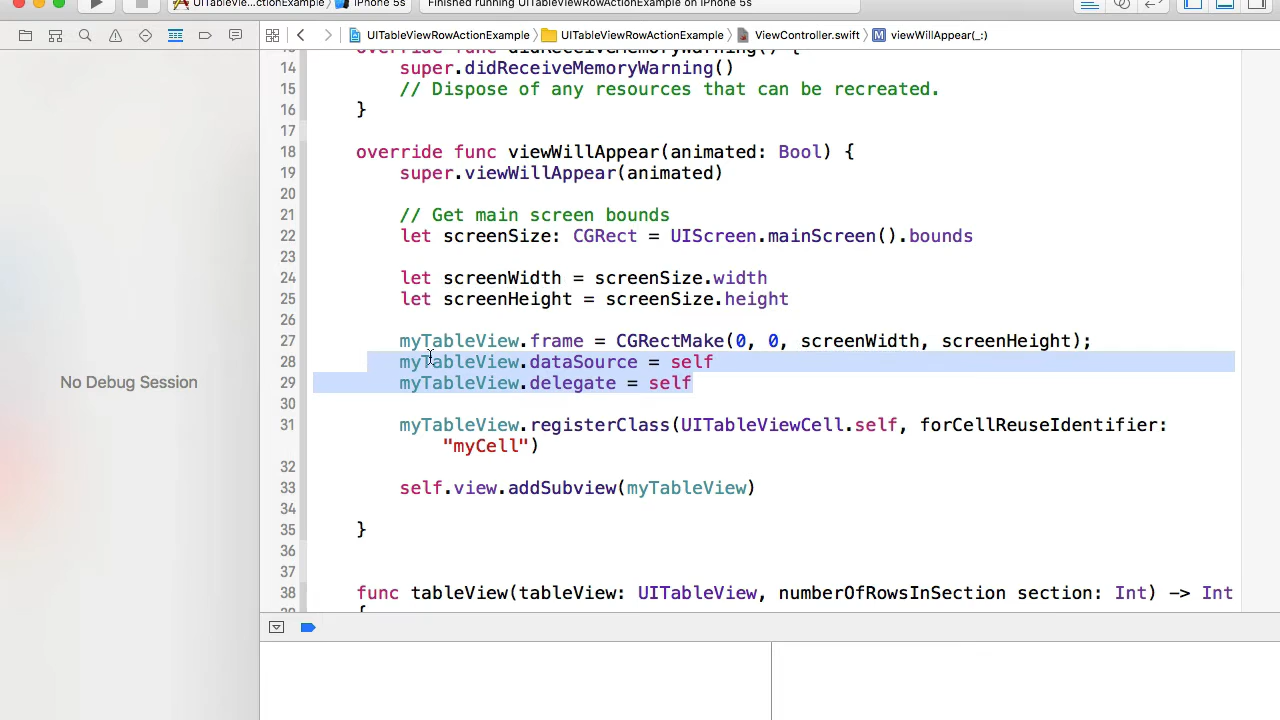 UITableVie...ctionExample iPhone 5s Finished running UITableViewRowActionExample on iPhone 5s
UITableViewRowActionExample UITableViewRowActionExample ViewController.swift M viewWillAppear(_:)
override func didReceiveMemoryWarning() {
14 super.didReceiveMemoryWarning()
15 // Dispose of any resources that can be recreated.
16 }
17
18 override func viewWillAppear(animated: Bool) {
19 super.viewWillAppear(animated)
20
21 // Get main screen bounds
22 let screenSize: CGRect = UIScreen.mainScreen().bounds
23
24 let screenWidth = screenSize.width
25 let screenHeight = screenSize.height
26
27 myTableView.frame = CGRectMake(0, 0, screenWidth, screenHeight);
28 myTableView.dataSource = self
29 myTableView.delegate = self
30
31 myTableView.registerClass(UITableViewCell.self, forCellReuseIdentifier:
"myCell")
32
33 self.view.addSubview(myTableView)
34
35 }
36
37
38 func tableView(tableView: UITableView, numberOfRowsInSection section: Int) -> Int
{
No Debug Session